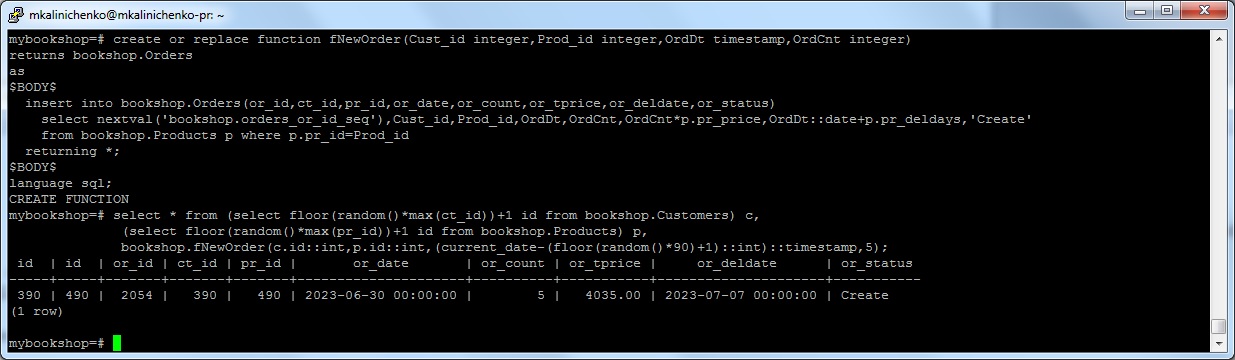 mkalinichenko@mkalinichenko-pr: ~
mybookshop=# create or replace function fNewOrder(Cust_id integer,Prod_id integer,OrdDt timestamp,OrdCnt integer)
returns bookshop.Orders
as
$BODY$
  insert into bookshop.Orders(or_id,ct_id,pr_id,or_date,or_count,or_tprice,or_deldate,or_status)
    select nextval('bookshop.orders_or_id_seq'),Cust_id,Prod_id,OrdDt,OrdCnt,OrdCnt*p.pr_price,OrdDt::date+p.pr_deldays,'Create'
    from bookshop.Products p where p.pr_id=Prod_id
  returning *;
$BODY$
language sql;
CREATE FUNCTION
mybookshop=# select * from (select floor(random()*max(ct_id))+1 id from bookshop.Customers) c,
              (select floor(random()*max(pr_id))+1 id from bookshop.Products) p,
              bookshop.fNewOrder(c.id::int,p.id::int,(current_date-(floor(random()*90)+1)::int)::timestamp,5);
 id  | id  | or_id | ct_id | pr_id |       or_date       | or_count | or_tprice |     or_deldate      | or_status
-----+-----+-------+-------+-------+---------------------+----------+-----------+---------------------+-----------
 390 | 490 |  2054 |   390 |   490 | 2023-06-30 00:00:00 |        5 |   4035.00 | 2023-07-07 00:00:00 | Create
(1 row)
mybookshop=#